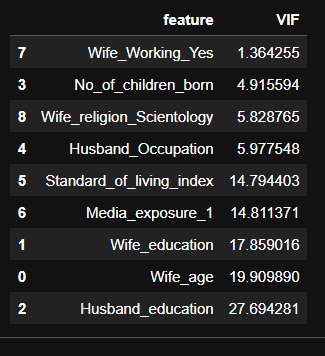 feature VIF
7 Wife_Working_Yes 1.364255
3 No_of_children_born 4.915594
8 Wife_religion_Scientology 5.828765
4 Husband_Occupation 5.977548
5 Standard_of_living_index 14.794403
6 Media_exposure_1 14.811371
1 Wife_education 17.859016
0 Wife_age 19.909890
2 Husband_education 27.694281